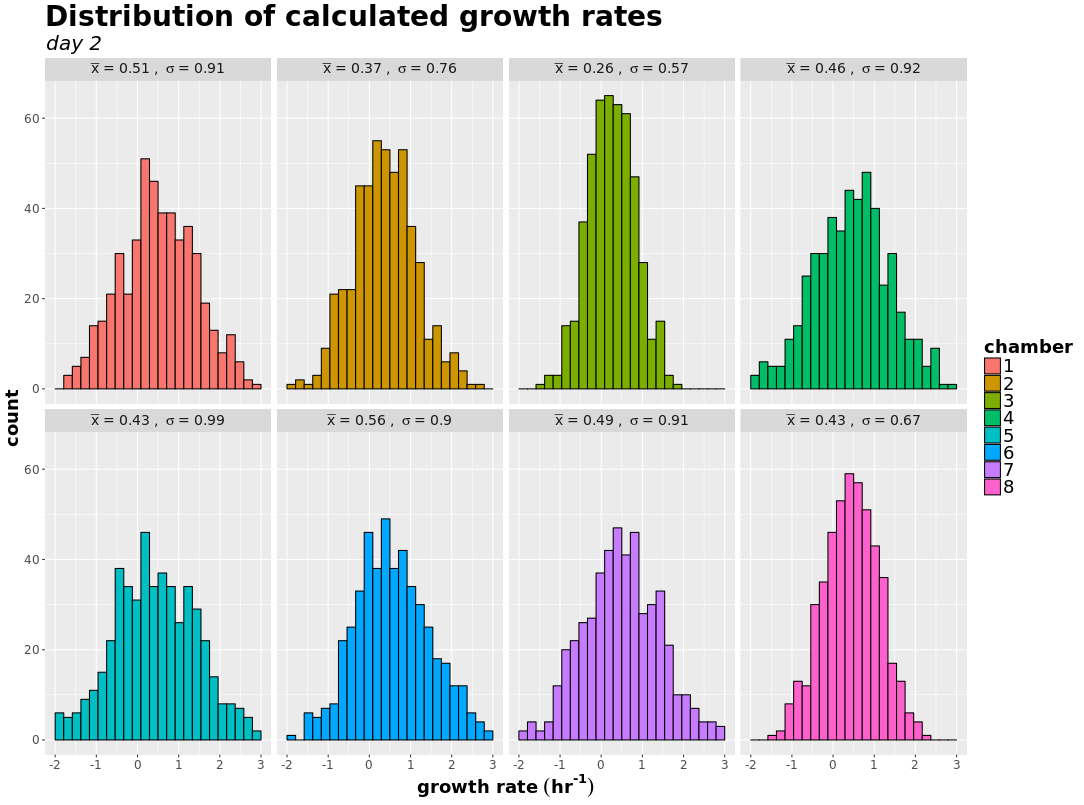 Distribution of calculated growth rates
day 2
x̅ = 0.51 , σ = 0.91
x̅ = 0.37 , σ = 0.76
x̅ = 0.26 , σ = 0.57
x̅ = 0.46 , σ = 0.92
60
40
20
0
x̅ = 0.43 , σ = 0.99
x̅ = 0.56 , σ = 0.9
x̅ = 0.49 , σ = 0.91
x̅ = 0.43 , σ = 0.67
60
40
20
0
count
-2 -1 0 1 2 3
-2 -1 0 1 2 3
-2 -1 0 1 2 3
-2 -1 0 1 2 3
growth rate (hr⁻¹)
chamber
1
2
3
4
5
6
7
8